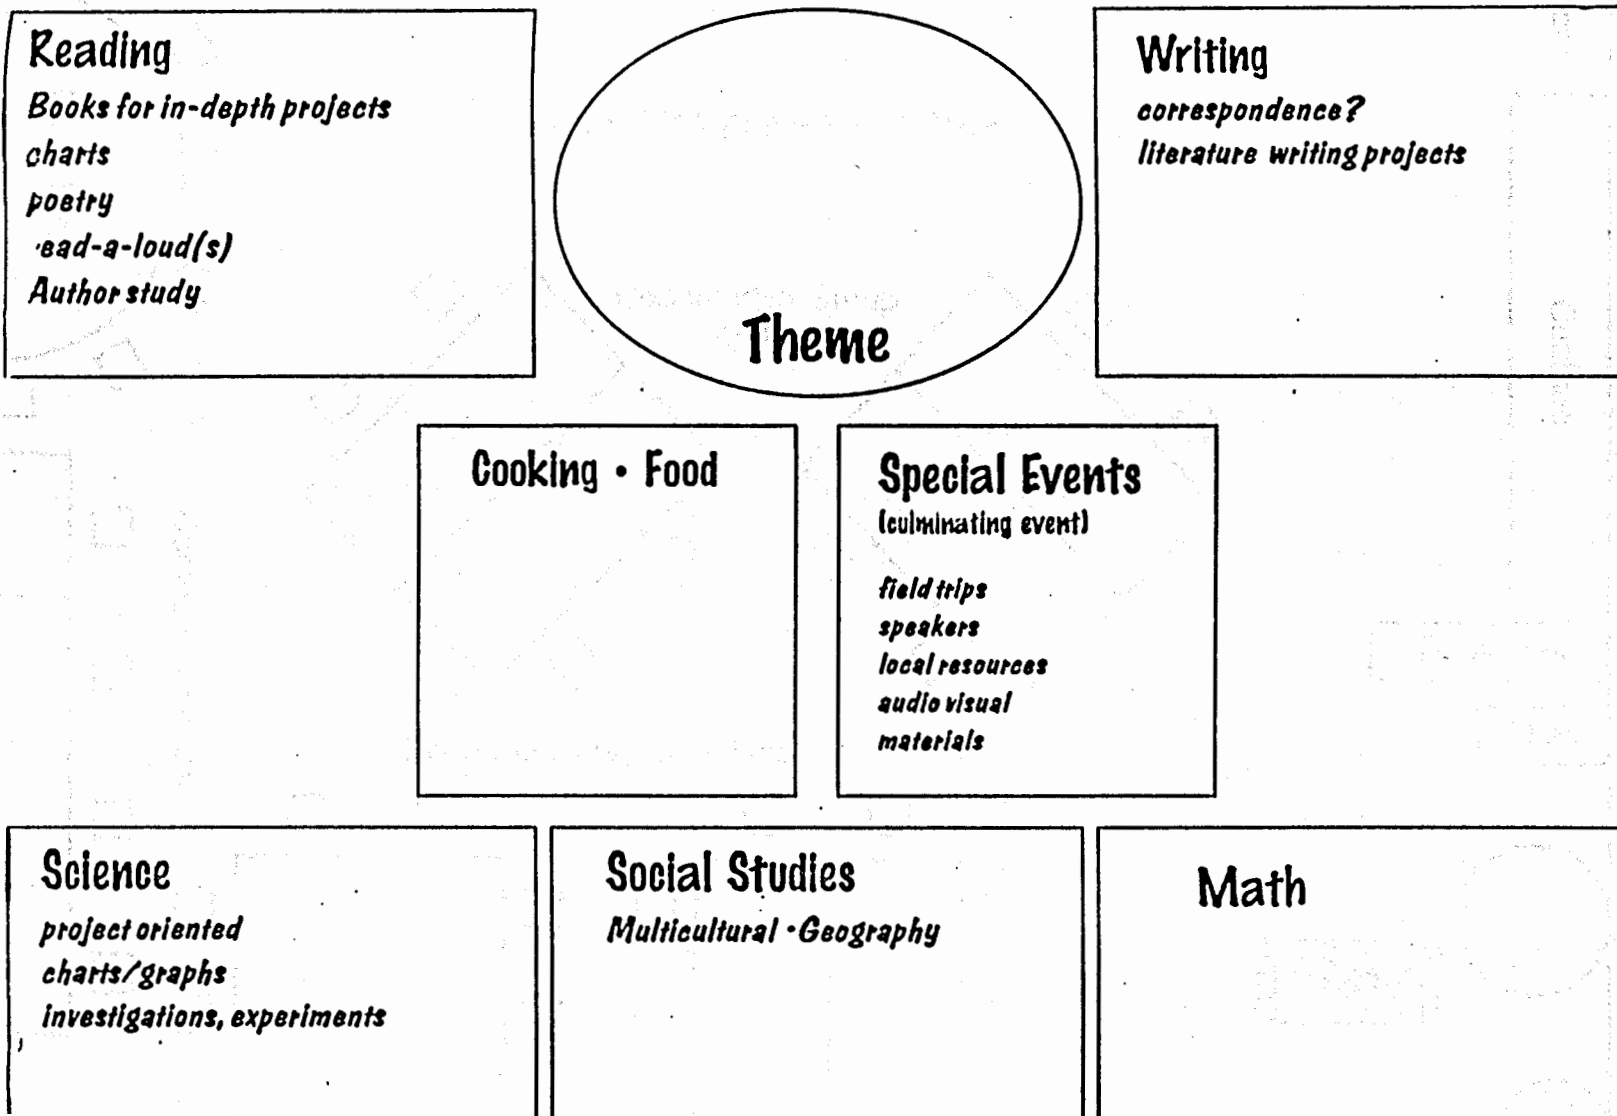 Reading
Books for in-depth projects
charts
poetry
ead-a-loud(s)
Author study
Theme
Writing
correspondence?
literature writing projects
Cooking • Food
Special Events
(culminating event)
field trips
speakers
local resources
audio visual
materials
Science
project oriented
charts/graphs
investigations, experiments
Social Studies
Multicultural • Geography
Math